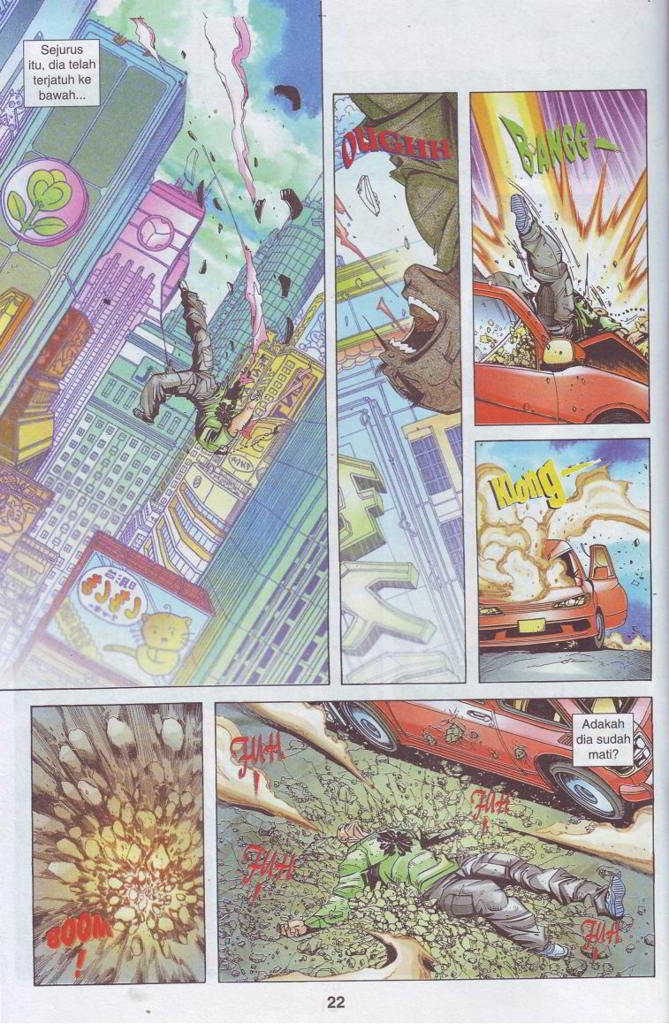 Sejurus
itu, dia telah
terjatuh ke
bawah...
OUGHH
BANGG
Klong
BOOM
!
FUH
!
FUH
!
FUH
!
FUH
!
Adakah
dia sudah
mati?
22